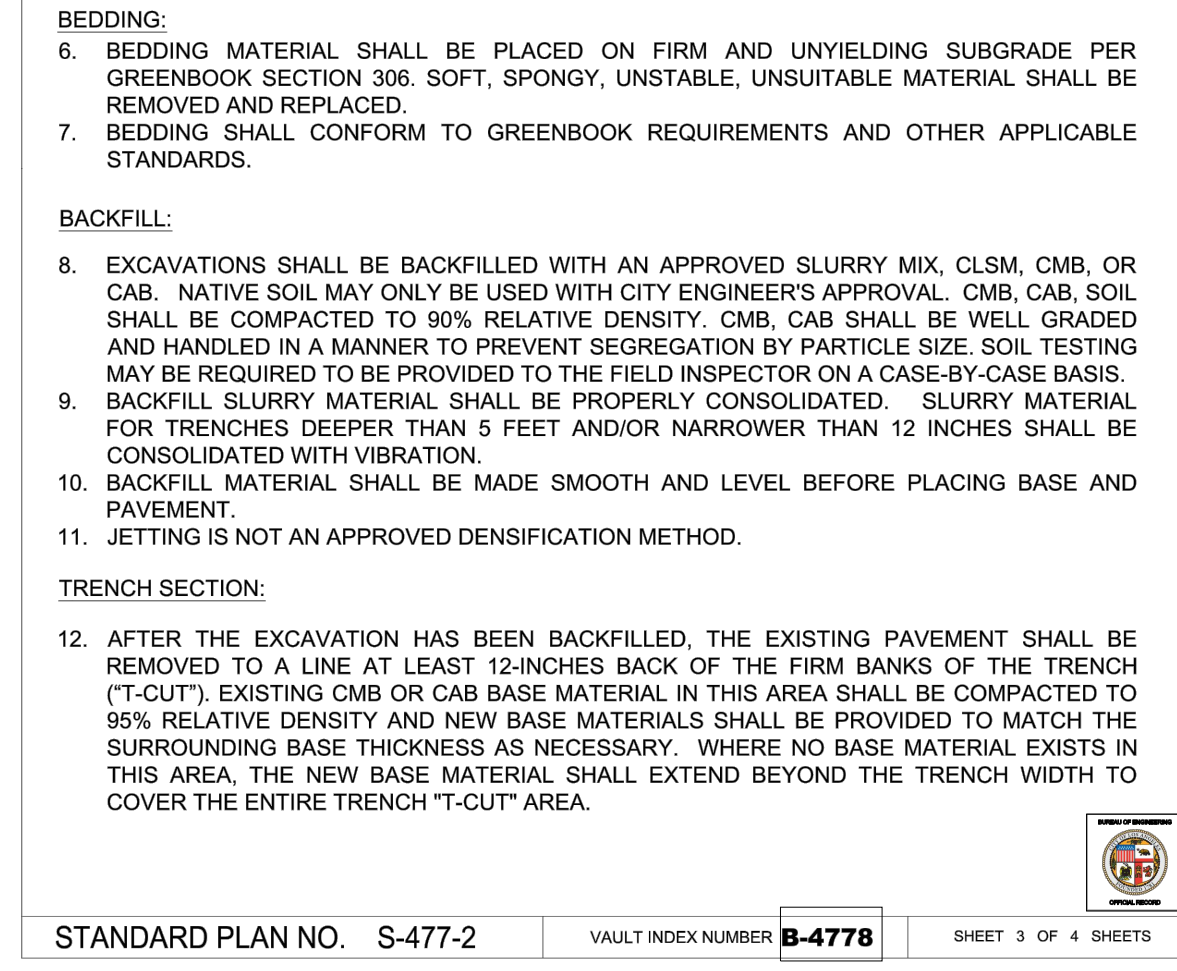 BEDDING:
6. BEDDING MATERIAL SHALL BE PLACED ON FIRM AND UNYIELDING SUBGRADE PER
GREENBOOK SECTION 306. SOFT, SPONGY, UNSTABLE, UNSUITABLE MATERIAL SHALL BE
REMOVED AND REPLACED.
7. BEDDING SHALL CONFORM TO GREENBOOK REQUIREMENTS AND OTHER APPLICABLE
STANDARDS.
BACKFILL:
8. EXCAVATIONS SHALL BE BACKFILLED WITH AN APPROVED SLURRY MIX, CLSM, CMB, OR
CAB. NATIVE SOIL MAY ONLY BE USED WITH CITY ENGINEER'S APPROVAL. CMB, CAB, SOIL
SHALL BE COMPACTED TO 90% RELATIVE DENSITY. CMB, CAB SHALL BE WELL GRADED
AND HANDLED IN A MANNER TO PREVENT SEGREGATION BY PARTICLE SIZE. SOIL TESTING
MAY BE REQUIRED TO BE PROVIDED TO THE FIELD INSPECTOR ON A CASE-BY-CASE BASIS.
9. BACKFILL SLURRY MATERIAL SHALL BE PROPERLY CONSOLIDATED. SLURRY MATERIAL
FOR TRENCHES DEEPER THAN 5 FEET AND/OR NARROWER THAN 12 INCHES SHALL BE
CONSOLIDATED WITH VIBRATION.
10. BACKFILL MATERIAL SHALL BE MADE SMOOTH AND LEVEL BEFORE PLACING BASE AND
PAVEMENT.
11. JETTING IS NOT AN APPROVED DENSIFICATION METHOD.
TRENCH SECTION:
12. AFTER THE EXCAVATION HAS BEEN BACKFILLED, THE EXISTING PAVEMENT SHALL BE
REMOVED TO A LINE AT LEAST 12-INCHES BACK OF THE FIRM BANKS OF THE TRENCH
(“T-CUT”). EXISTING CMB OR CAB BASE MATERIAL IN THIS AREA SHALL BE COMPACTED TO
95% RELATIVE DENSITY AND NEW BASE MATERIALS SHALL BE PROVIDED TO MATCH THE
SURROUNDING BASE THICKNESS AS NECESSARY. WHERE NO BASE MATERIAL EXISTS IN
THIS AREA, THE NEW BASE MATERIAL SHALL EXTEND BEYOND THE TRENCH WIDTH TO
COVER THE ENTIRE TRENCH "T-CUT" AREA.
BUREAU OF ENGINEERING
OFFICIAL RECORD
STANDARD PLAN NO. S-477-2
VAULT INDEX NUMBER B-4778
SHEET 3 OF 4 SHEETS